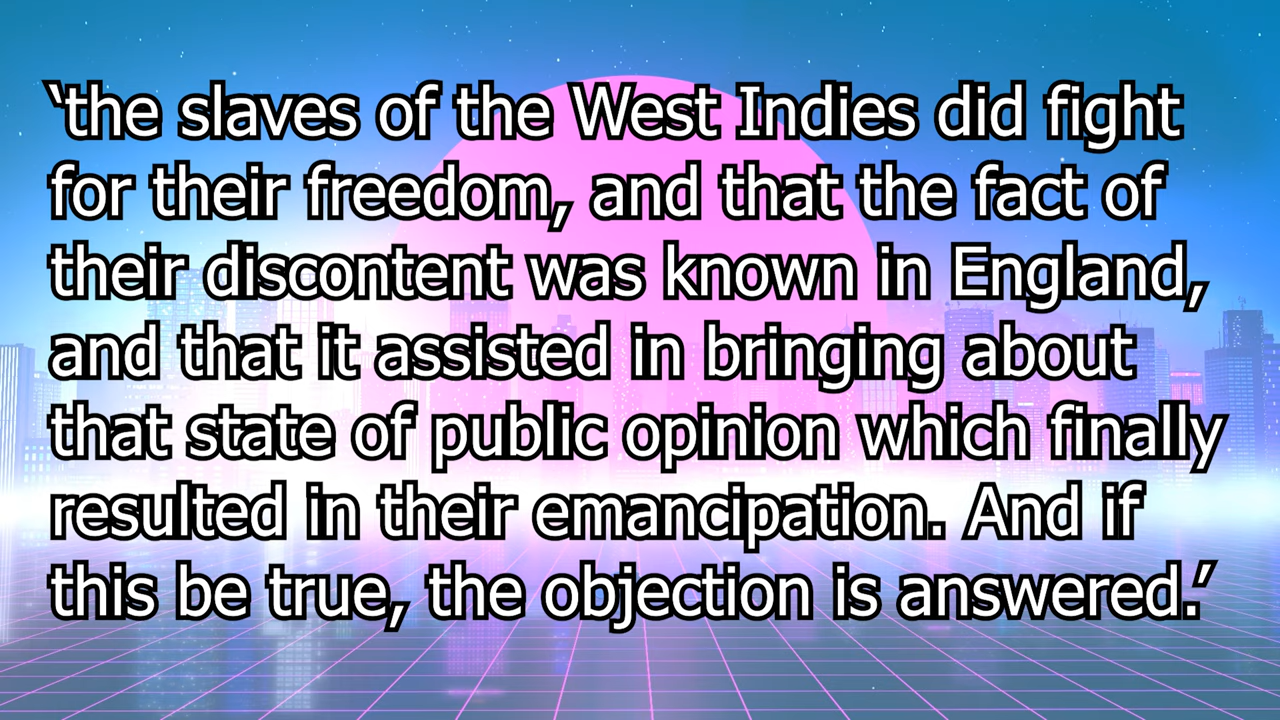 ‘the slaves of the West Indies did fight
for their freedom, and that the fact of
their discontent was known in England,
and that it assisted in bringing about
that state of public opinion which finally
resulted in their emancipation. And if
this be true, the objection is answered.’